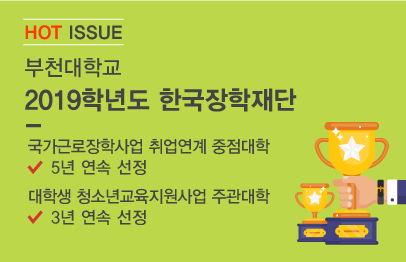 HOT ISSUE
부천대학교
2019학년도 한국장학재단
국가근로장학사업 취업연계 중점대학
✓ 5년 연속 선정
대학생 청소년교육지원사업 주관대학
✓ 3년 연속 선정